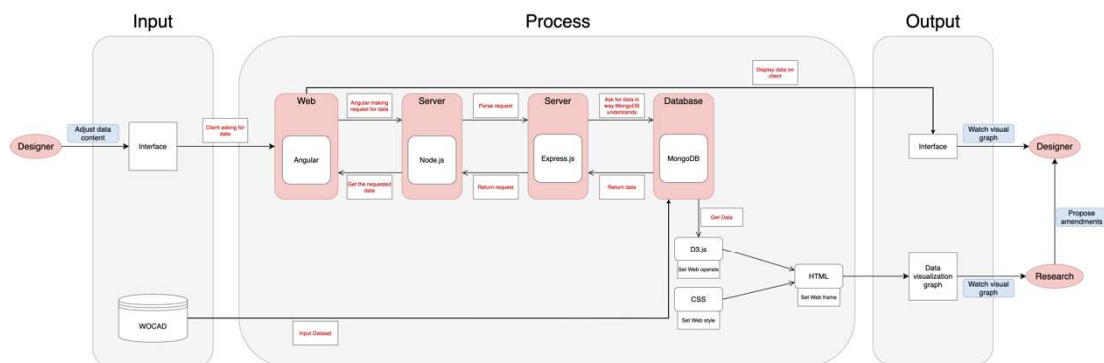 Input
Process
Output
Display data on
client
Web
Server
Server
Database
Angular making
request for data
Parse request
Ask for data in
way MongoDB
understands
Adjust data
content
Client asking for
data
Watch visual
graph
Designer
Interface
Angular
Node.js
Express.js
MongoDB
Interface
Designer
Get the requested
data
Return request
Return data
Get Data
Propose
amendments
D3.js
Set Web operate
HTML
Set Web frame
Data
visualization
graph
Research
Watch visual
graph
CSS
Set Web style
WOCAD
Input Dataset